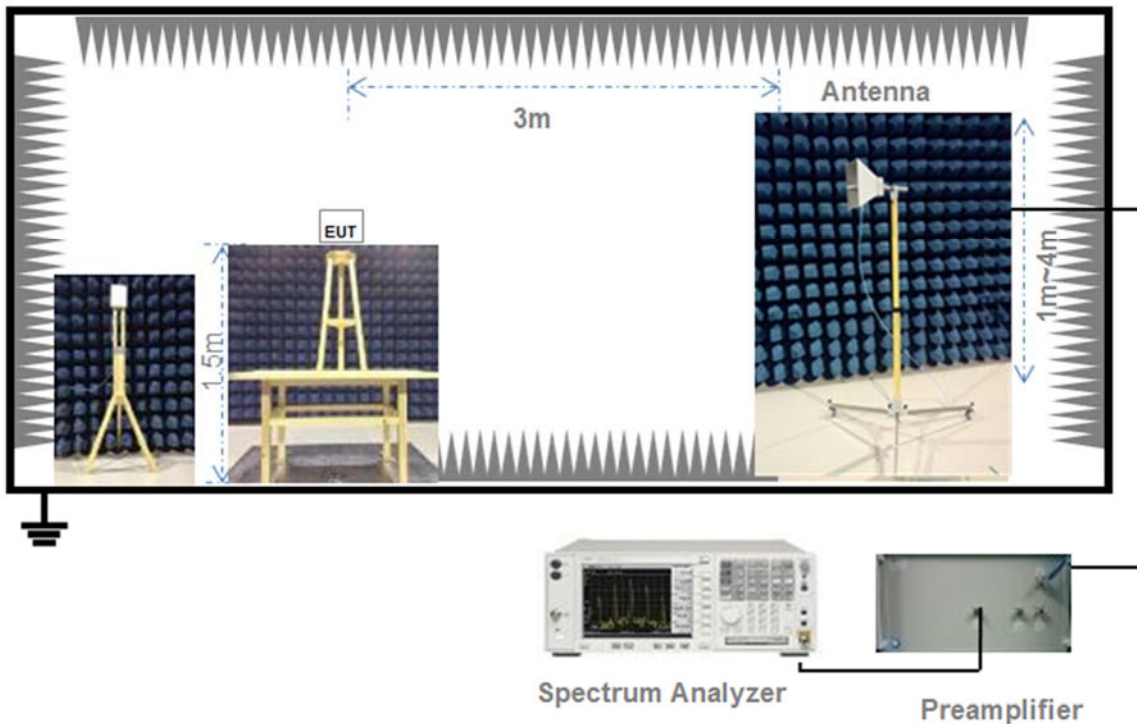 Antenna
3m
EUT
1.5m
1m~4m
Spectrum Analyzer
Preamplifier